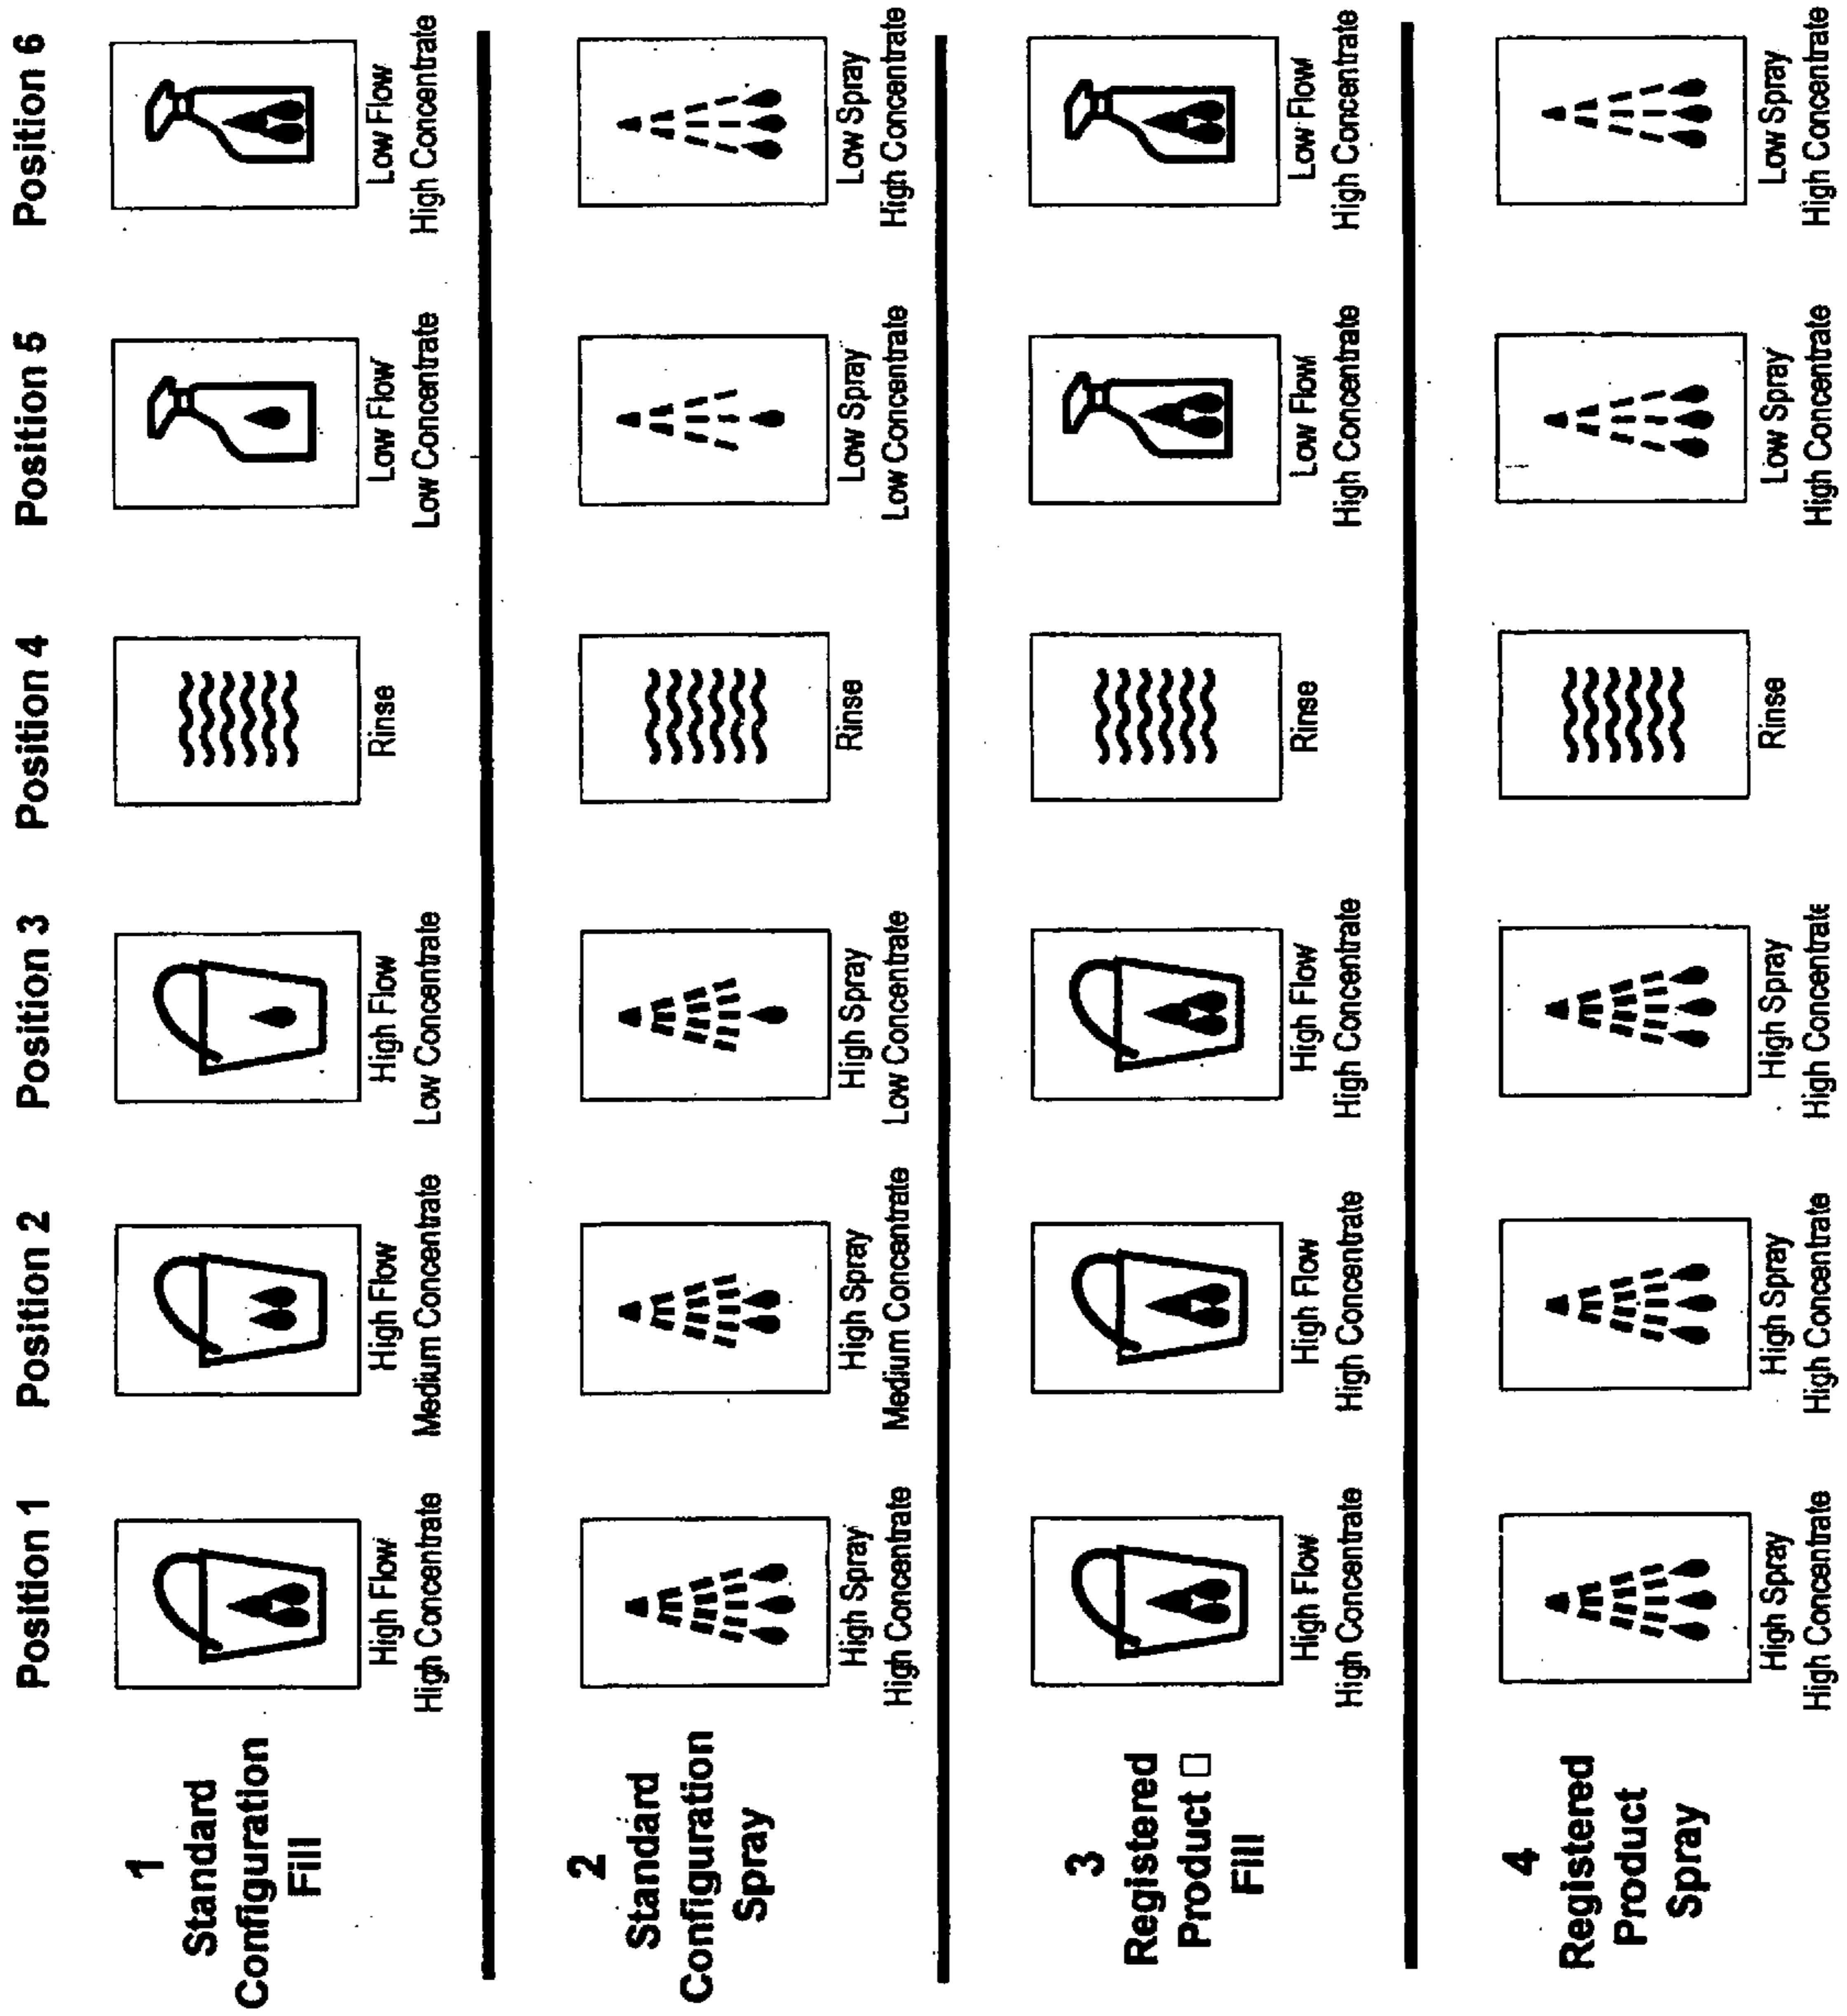 Position 1
Position 2
Position 3
Position 4
Position 5
Position 6
1
Standard
Configuration
Fill
High Flow
High Concentrate
High Flow
Medium Concentrate
High Flow
Low Concentrate
Rinse
Low Flow
Low Concentrate
Low Flow
High Concentrate
2
Standard
Configuration
Spray
High Spray
High Concentrate
High Spray
Medium Concentrate
High Spray
Low Concentrate
Rinse
Low Spray
Low Concentrate
Low Spray
High Concentrate
3
Registered
Product □
Fill
High Flow
High Concentrate
High Flow
High Concentrate
High Flow
High Concentrate
Rinse
Low Flow
High Concentrate
Low Flow
High Concentrate
4
Registered
Product
Spray
High Spray
High Concentrate
High Spray
High Concentrate
High Spray
High Concentrate
Rinse
Low Spray
High Concentrate
Low Spray
High Concentrate